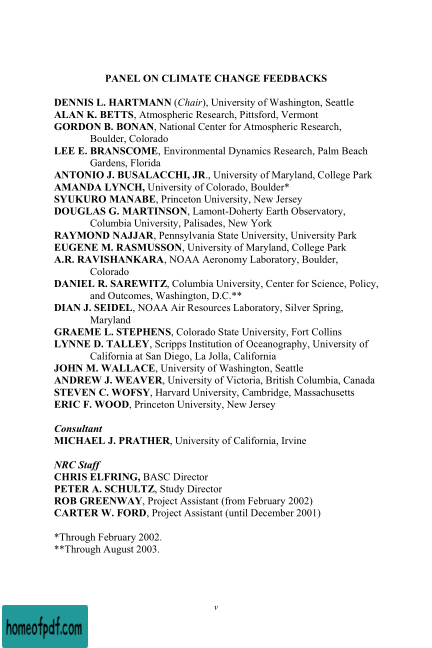 PANEL ON CLIMATE CHANGE FEEDBACKS
DENNIS L. HARTMANN (Chair), University of Washington, Seattle
ALAN K. BETTS, Atmospheric Research, Pittsford, Vermont
GORDON B. BONAN, National Center for Atmospheric Research,
Boulder, Colorado
LEE E. BRANSCOME, Environmental Dynamics Research, Palm Beach
Gardens, Florida
ANTONIO J. BUSALACCHI, JR., University of Maryland, College Park
AMANDA LYNCH, University of Colorado, Boulder*
SYUKURO MANABE, Princeton University, New Jersey
DOUGLAS G. MARTINSON, Lamont-Doherty Earth Observatory,
Columbia University, Palisades, New York
RAYMOND NAJJAR, Pennsylvania State University, University Park
EUGENE M. RASMUSSON, University of Maryland, College Park
A.R. RAVISHANKARA, NOAA Aeronomy Laboratory, Boulder,
Colorado
DANIEL R. SAREWITZ, Columbia University, Center for Science, Policy,
and Outcomes, Washington, D.C.**
DIAN J. SEIDEL, NOAA Air Resources Laboratory, Silver Spring,
Maryland
GRAEME L. STEPHENS, Colorado State University, Fort Collins
LYNNE D. TALLEY, Scripps Institution of Oceanography, University of
California at San Diego, La Jolla, California
JOHN M. WALLACE, University of Washington, Seattle
ANDREW J. WEAVER, University of Victoria, British Columbia, Canada
STEVEN C. WOFSY, Harvard University, Cambridge, Massachusetts
ERIC F. WOOD, Princeton University, New Jersey
Consultant
MICHAEL J. PRATHER, University of California, Irvine
NRC Staff
CHRIS ELFRING, BASC Director
PETER A. SCHULTZ, Study Director
ROB GREENWAY, Project Assistant (from February 2002)
CARTER W. FORD, Project Assistant (until December 2001)
*Through February 2002.
**Through August 2003.
v
homeofpdf.com